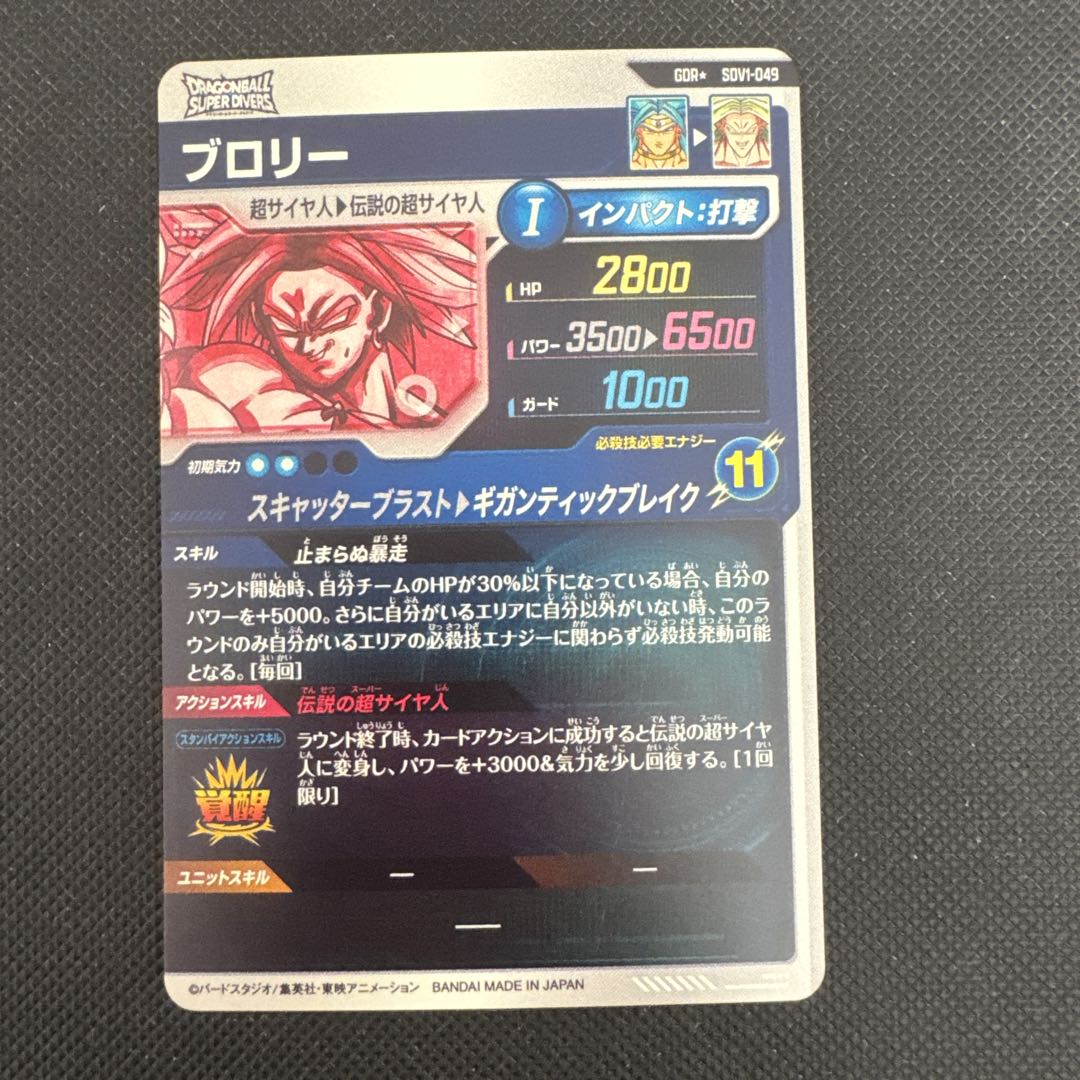 GDR★ SDV1-049
DRAGONBALL
SUPER DIVERS
ブロリー
超サイヤ人▶伝説の超サイヤ人
I インパクト:打撃
HP 2800
パワー 3500▶6500
ガード 1000
必殺技必要エナジー
11
初期気力
スキャッターブラスト▶ギガンティックブレイク
スキル 止まらぬ暴走
ラウンド開始時、自分チームのHPが30%以下になっている場合、自分の
パワーを+5000。さらに自分がいるエリアに自分以外がいない時、このラ
ウンドのみ自分がいるエリアの必殺技エナジーに関わらず必殺技発動可能
となる。[毎回]
アクションスキル 伝説の超サイヤ人
スタンバイアクションスキル
ラウンド終了時、カードアクションに成功すると伝説の超サイヤ
人に変身し、パワーを+3000&気力を少し回復する。[1回
限り]
覚醒
ユニットスキル — —
—
©バードスタジオ/集英社・東映アニメーション BANDAI MADE IN JAPAN